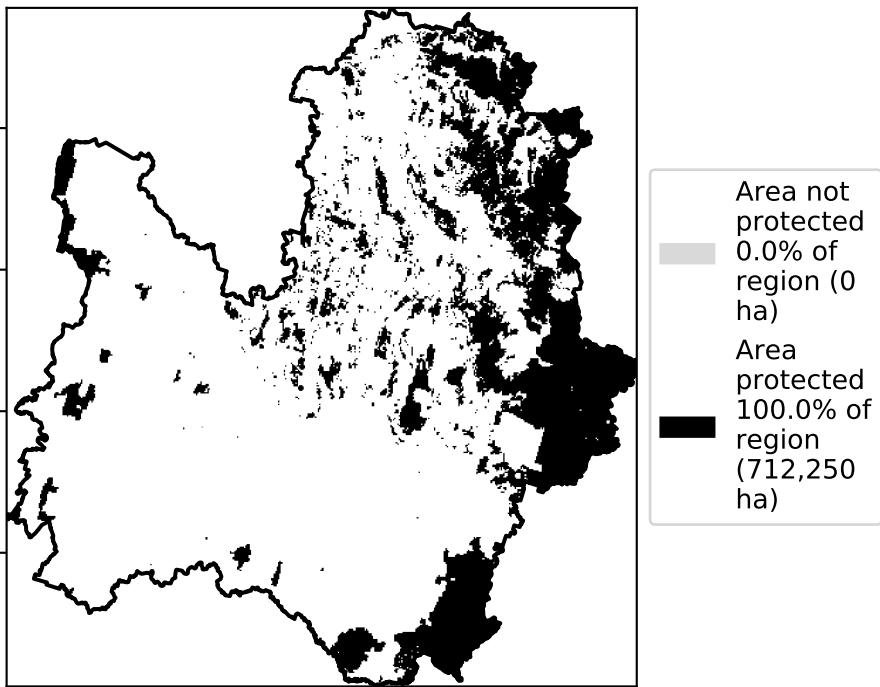 Area not
protected
0.0% of
region (0
ha)
Area
protected
100.0% of
region
(712,250
ha)